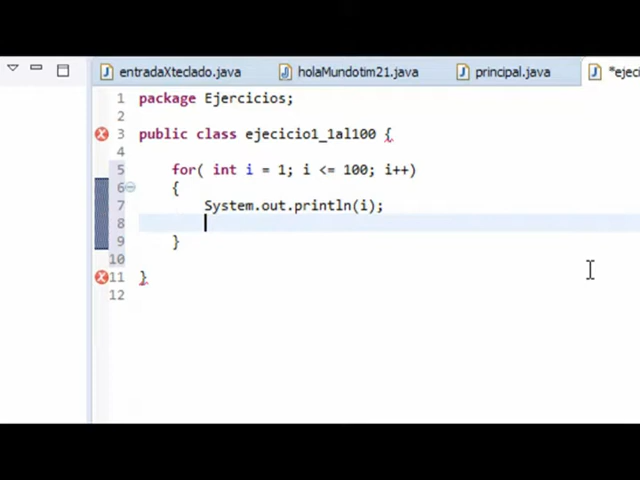 entradaXteclado.java holaMundotim21.java principal.java *ejeci
1 package Ejercicios;
2
3 public class ejecicio1_1al100 {
4
5 for( int i = 1; i <= 100; i++)
6 {
7 System.out.println(i);
8
9 }
10
11 }
12